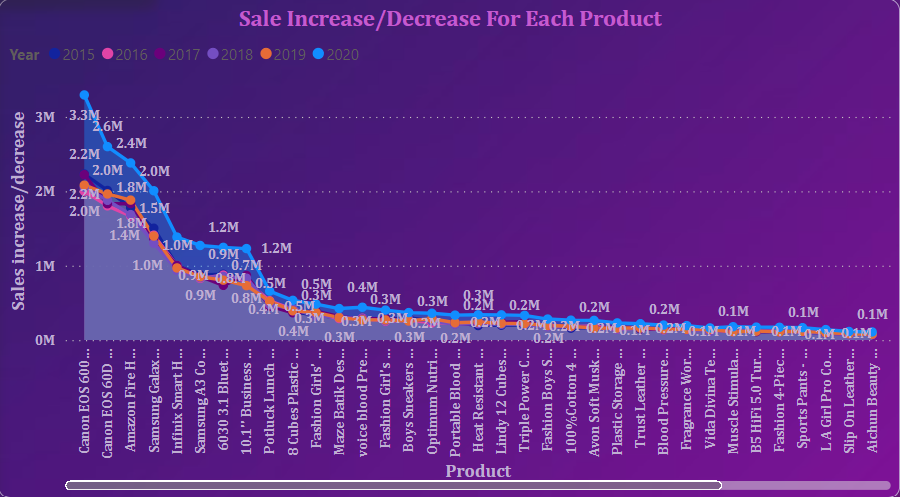 Sale Increase/Decrease For Each Product
Year 2015 2016 2017 2018 2019 2020
Sales increase/decrease
3M
2M
1M
0M
3.3M
2.6M
2.4M
2.2M
2.0M
2.0M
1.8M
2.2M
2.0M
1.5M
1.8M
1.4M
1.2M
1.0M
0.9M
1.2M
1.0M
0.7M
0.9M
0.8M
0.5M
0.9M
0.8M
0.4M
0.5M
0.3M
0.5M
0.3M
0.4M
0.4M
0.3M
0.3M
0.3M
0.3M
0.3M
0.3M
0.2M
0.3M
0.2M
0.2M
0.2M
0.2M
0.2M
0.2M
0.2M
0.2M
0.2M
0.2M
0.1M
0.2M
0.2M
0.1M
0.1M
0.1M
0.1M
0.1M
0.1M
0.1M
Canon EOS 600...
Canon EOS 60D ...
Amazon Fire H...
Samsung Galax...
Infinix Smart H...
Samsung A3 Co...
6030 3.1 Bluet...
10.1'' Business ...
Potluck Lunch ...
8 Cubes Plastic ...
Fashion Girls' ...
Maze Batik Des...
voice blood Pre...
Fashion Girl's ...
Boys Sneakers ...
Optimum Nutri...
Portable Blood ...
Heat Resistant ...
Lindy 12 Cubes...
Triple Power C...
Fashion Boys S...
100%Cotton 4 ...
Avon Soft Musk...
Plastic Storage ...
Trust Leather ...
Blood Pressure...
Fragrance Wor...
Vida Divina Te...
Muscle Stimula...
B5 HiFi 5.0 Tur...
Fashion 4-Piec...
Sports Pants - ...
L.A Girl Pro Co...
Slip On Leather...
Aichun Beauty ...
Product